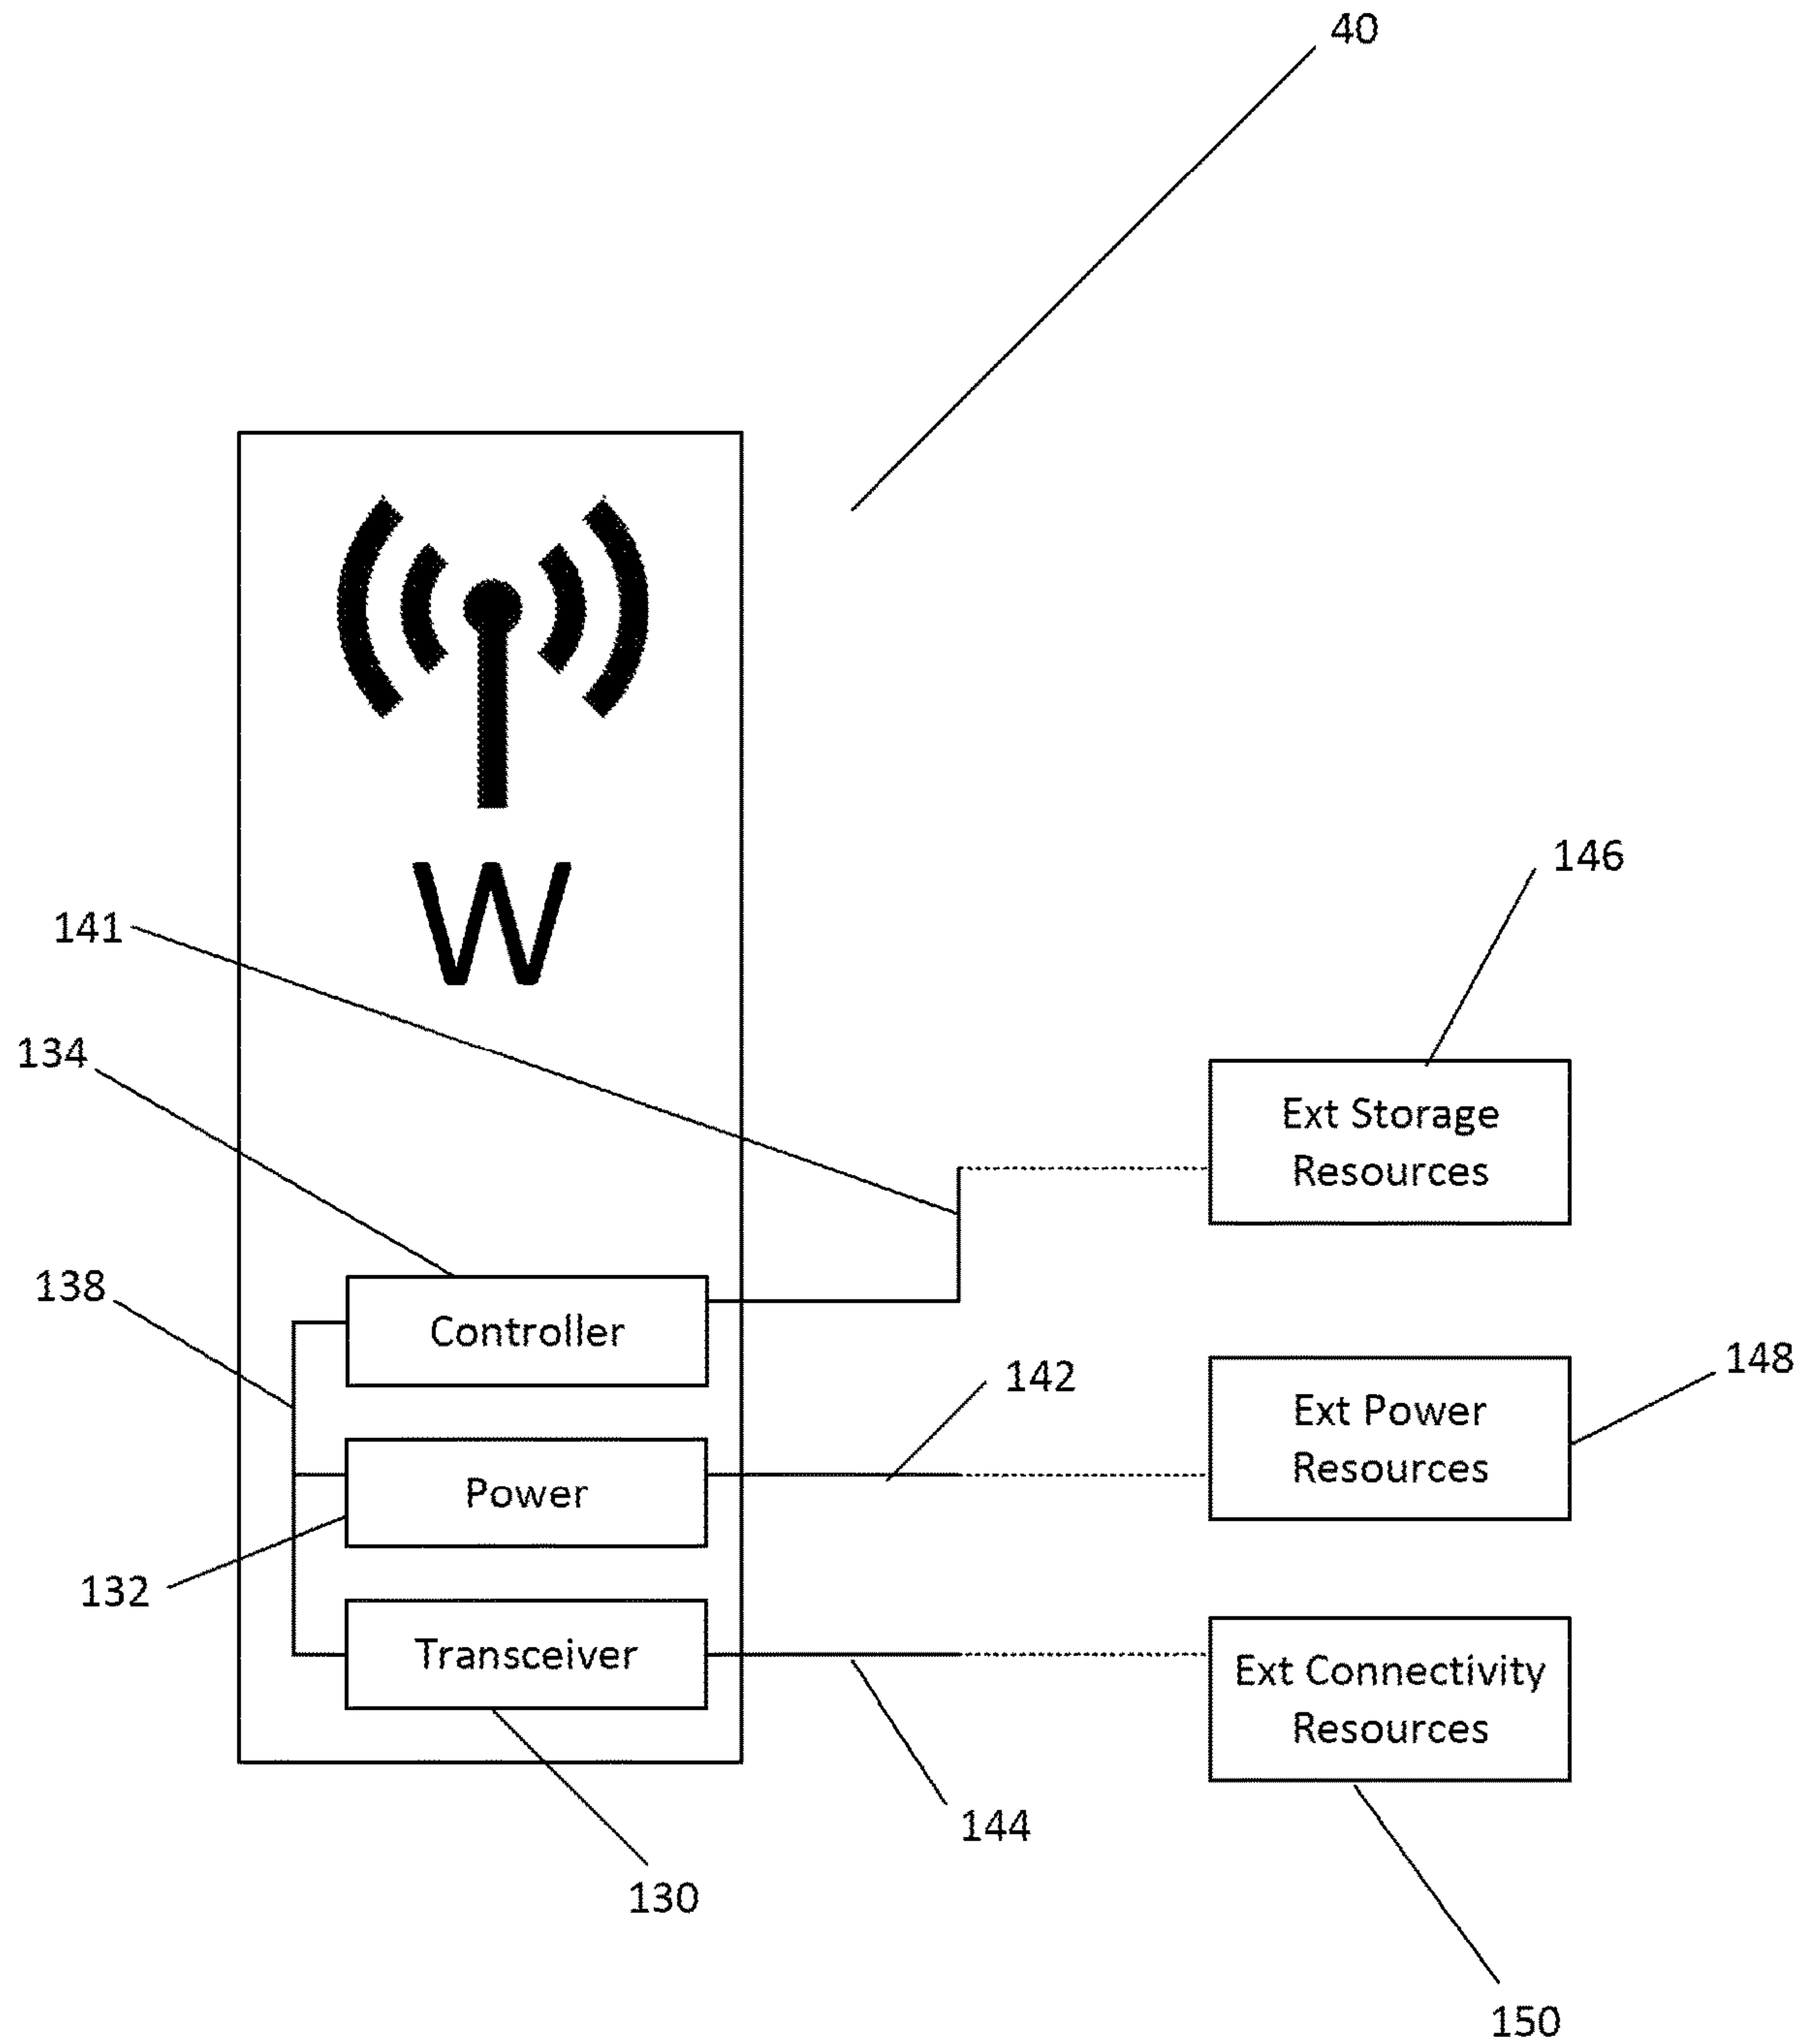 40
W
146
141
134
Ext Storage
Resources
138
Controller
142
148
Ext Power
Resources
Power
132
Transceiver
Ext Connectivity
Resources
144
130
150